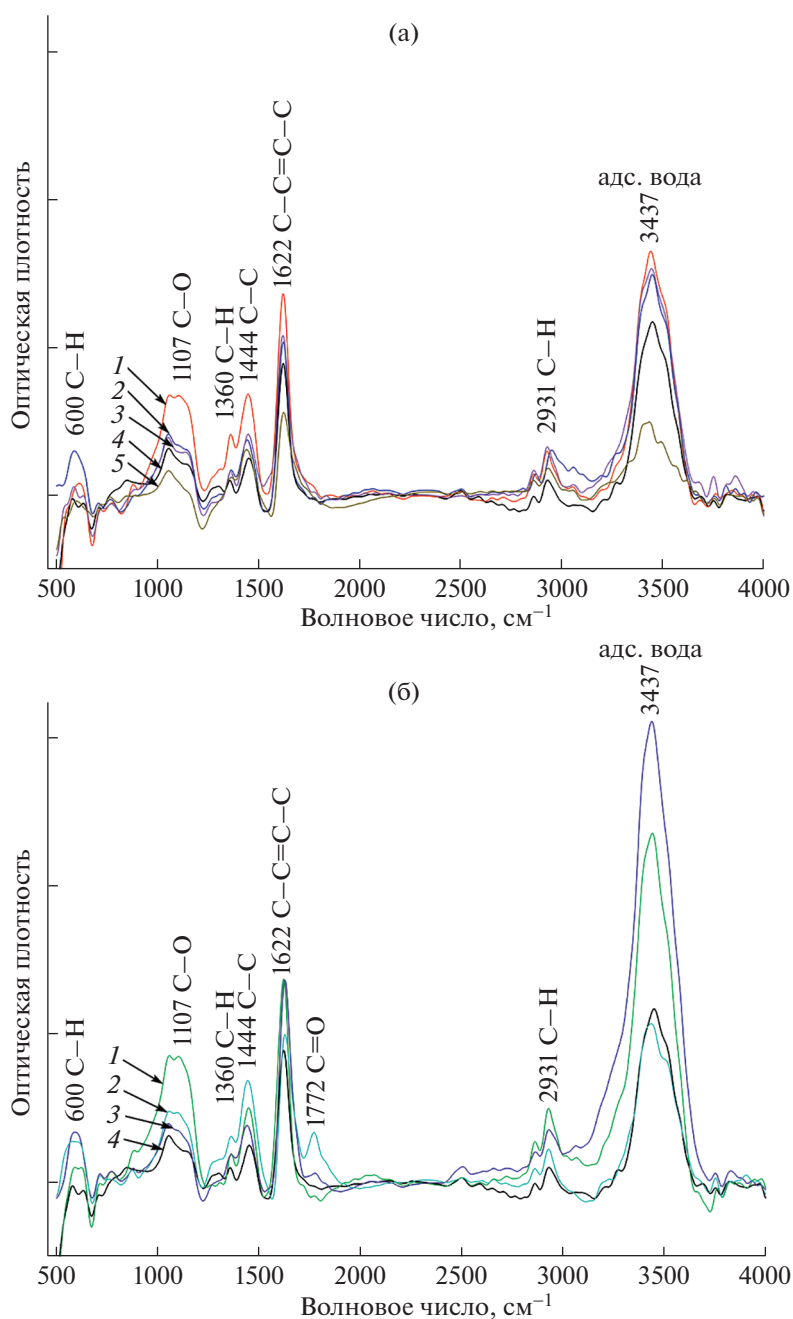 (а)
Оптическая плотность
600 C–H
1107 C–O
1360 C–H
1444 C–C
1622 C–C=C–C
2931 C–H
адс. вода
3437
1
2
3
4
5
500 1000 1500 2000 2500 3000 3500 4000
Волновое число, см⁻¹
(б)
Оптическая плотность
600 C–H
1107 C–O
1360 C–H
1444 C–C
1622 C–C=C–C
1772 C=O
2931 C–H
адс. вода
3437
1
2
3
4
500 1000 1500 2000 2500 3000 3500 4000
Волновое число, см⁻¹